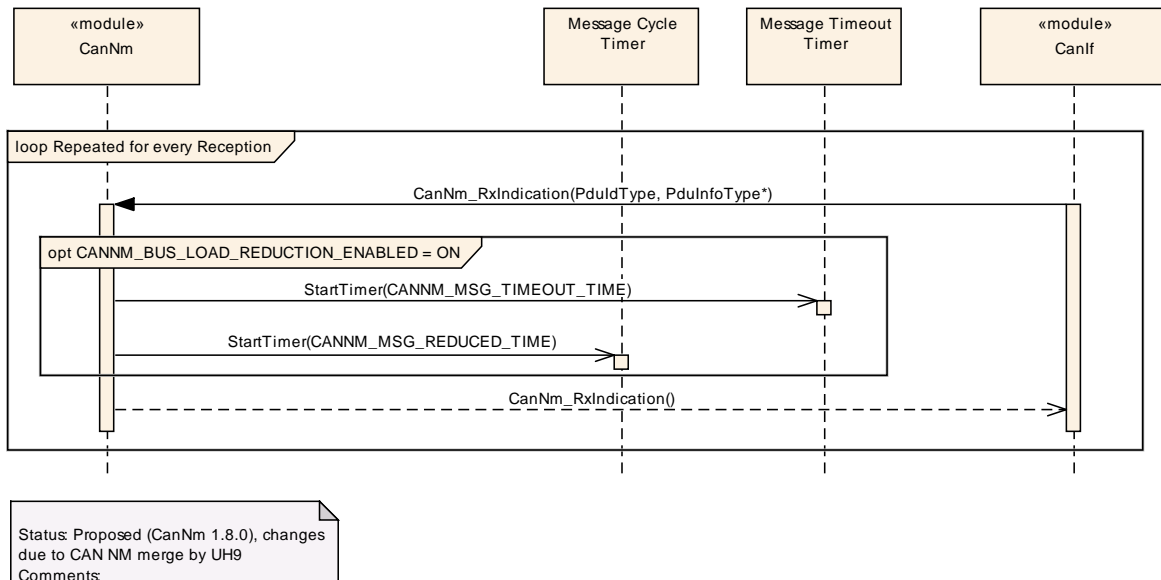 «module»
CanNm
Message Cycle
Timer
Message Timeout
Timer
«module»
CanIf
loop Repeated for every Reception
CanNm_RxIndication(PduIdType, PduInfoType*)
opt CANNM_BUS_LOAD_REDUCTION_ENABLED = ON
StartTimer(CANNM_MSG_TIMEOUT_TIME)
StartTimer(CANNM_MSG_REDUCED_TIME)
CanNm_RxIndication()
Status: Proposed (CanNm 1.8.0), changes
due to CAN NM merge by UH9
Comments: